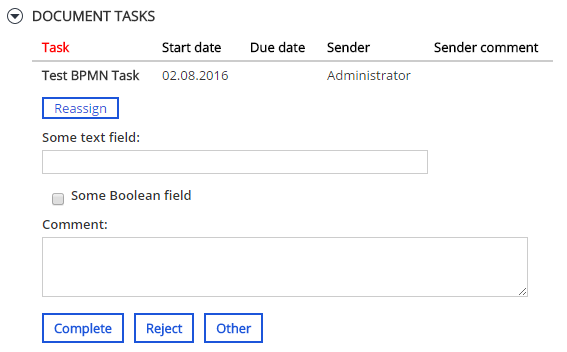 DOCUMENT TASKS
Task Start date Due date Sender Sender comment
Test BPMN Task 02.08.2016 Administrator
Reassign
Some text field:
Some Boolean field
Comment:
Complete Reject Other